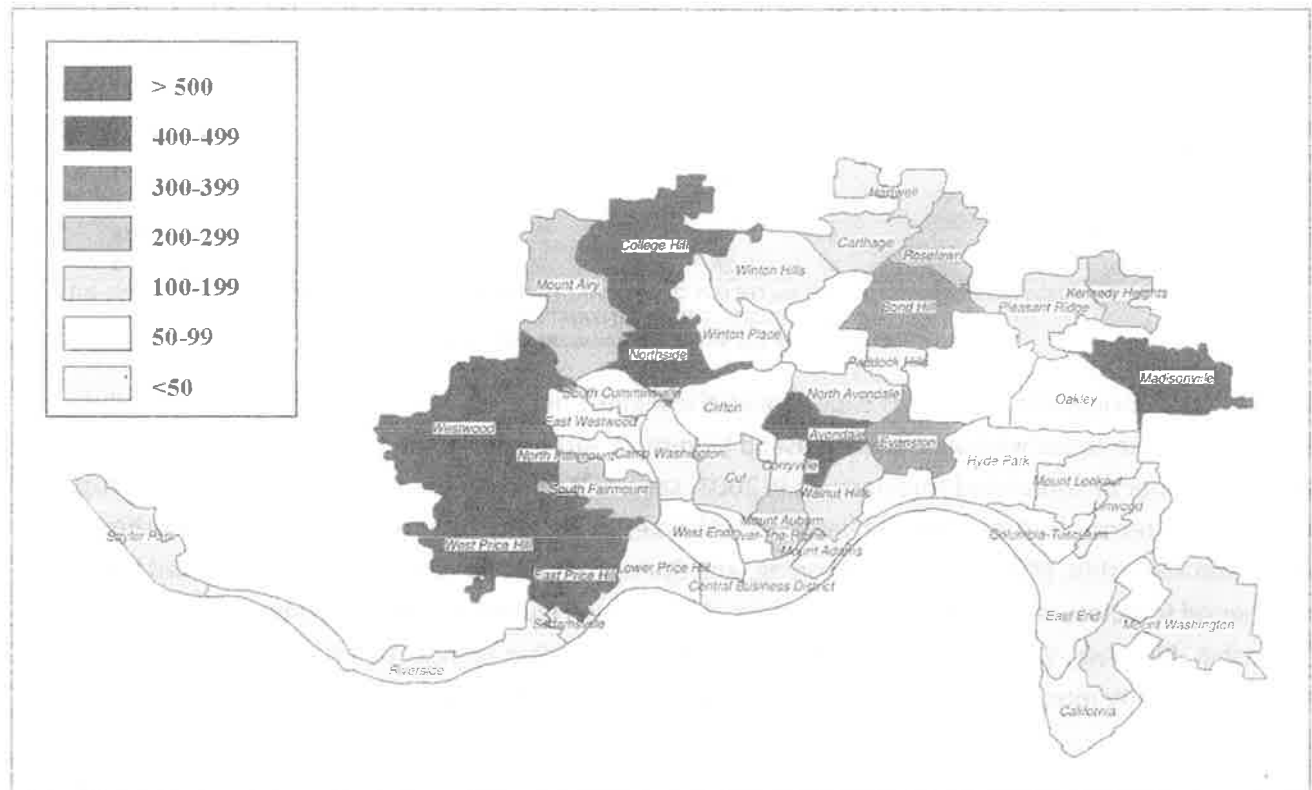 > 500
400-499
300-399
200-299
100-199
50-99
<50
Hartwell
College Hill
Carthage
Roselawn
Winton Hills
Mount Airy
Kennedy Heights
Pleasant Ridge
Bond Hill
Winton Place
Northside
Paddock Hills
Madisonville
South Cumminsville
North Avondale
Oakley
Clifton
East Westwood
Westwood
Avondale
Evanston
North Fairmount
Camp Washington
Hyde Park
Corryville
Cuf
Mount Lookout
South Fairmount
Walnut Hills
Linwood
Mount Auburn
West End
Over-The-Rhine
Columbia-Tusculum
Sayler Park
West Price Hill
Mount Adams
Lower Price Hill
East Price Hill
Central Business District
East End
Mount Washington
Sedamsville
Riverside
California